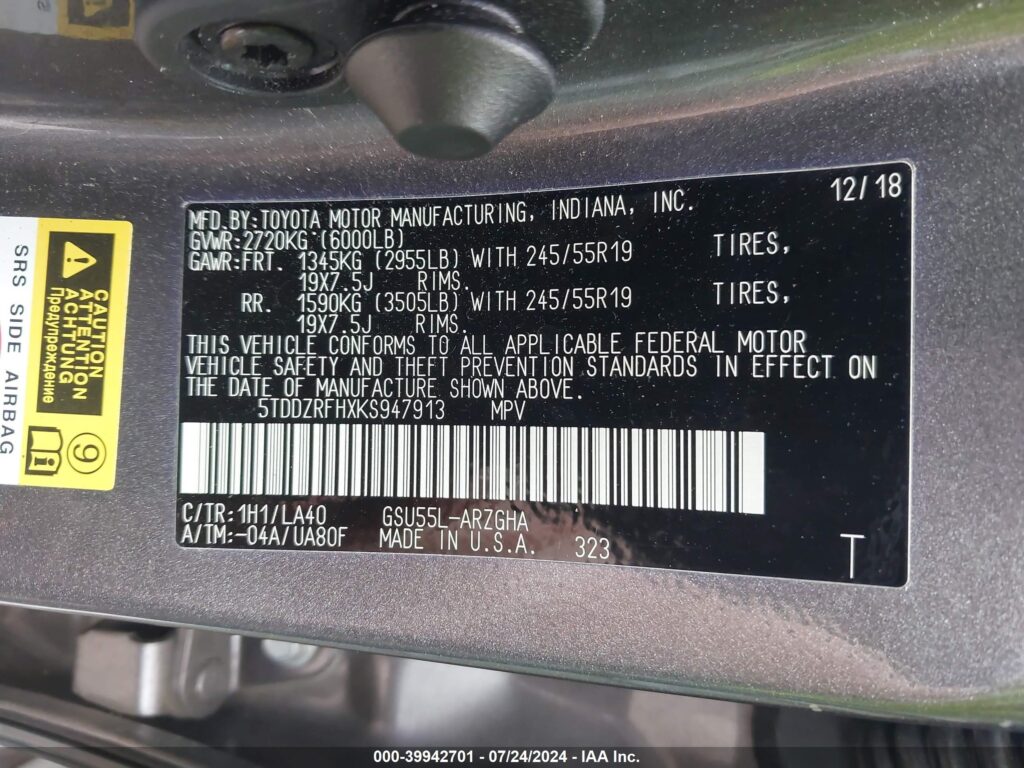 12/18
MFD.BY:TOYOTA MOTOR MANUFACTURING, INDIANA, INC.
GVWR:2720KG (6000LB)
GAWR:FRT. 1345KG (2955LB) WITH 245/55R19 TIRES,
19X7.5J RIMS.
RR. 1590KG (3505LB) WITH 245/55R19 TIRES,
19X7.5J RIMS.
THIS VEHICLE CONFORMS TO ALL APPLICABLE FEDERAL MOTOR
VEHICLE SAFETY AND THEFT PREVENTION STANDARDS IN EFFECT ON
THE DATE OF MANUFACTURE SHOWN ABOVE.
5TDDZRFHXKS947913 MPV
C/TR:1H1/LA40 GSU55L-ARZGHA
A/TM:-04A/UA80F MADE IN U.S.A. 323
T
SRS SIDE AIRBAG
CAUTION
ATTENTION
ACHTUNG
Предупреждение
9
000-39942701 - 07/24/2024 - IAA Inc.